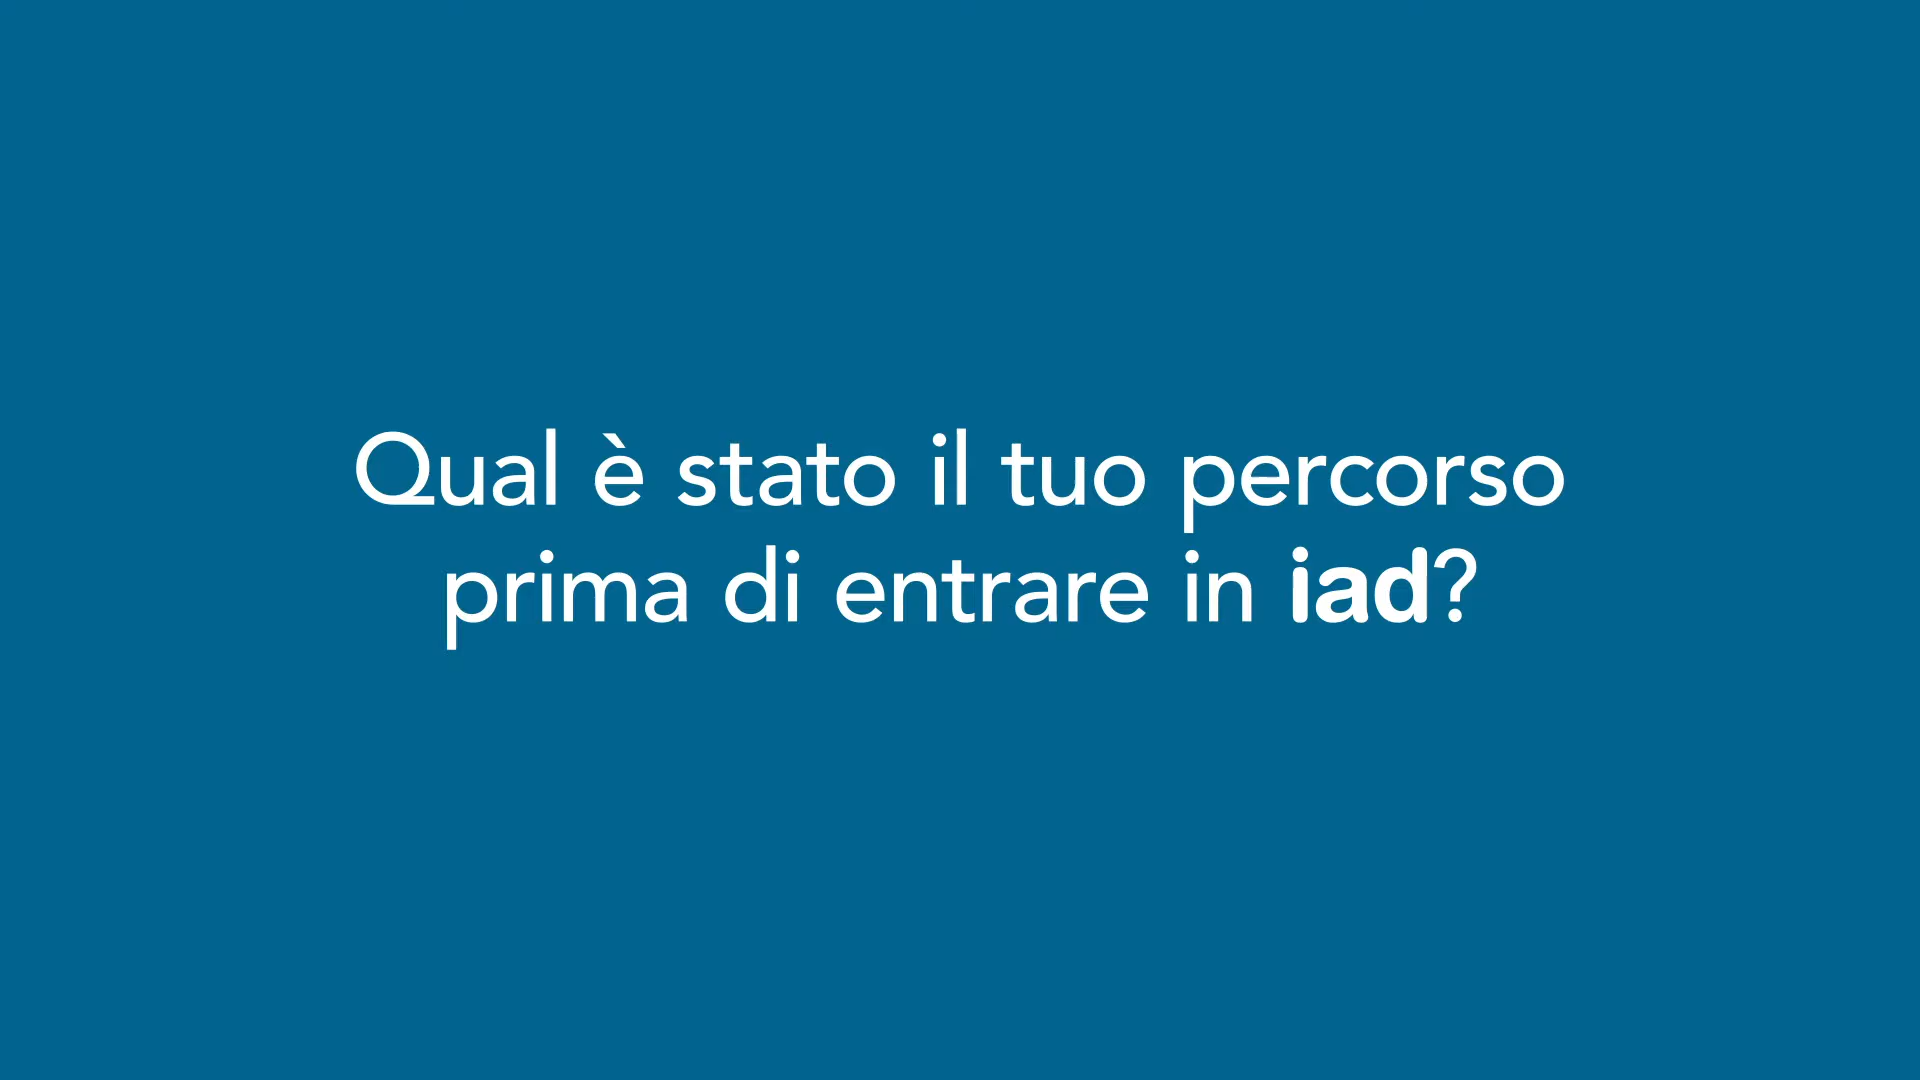 Qual è stato il tuo percorso
prima di entrare in iad?